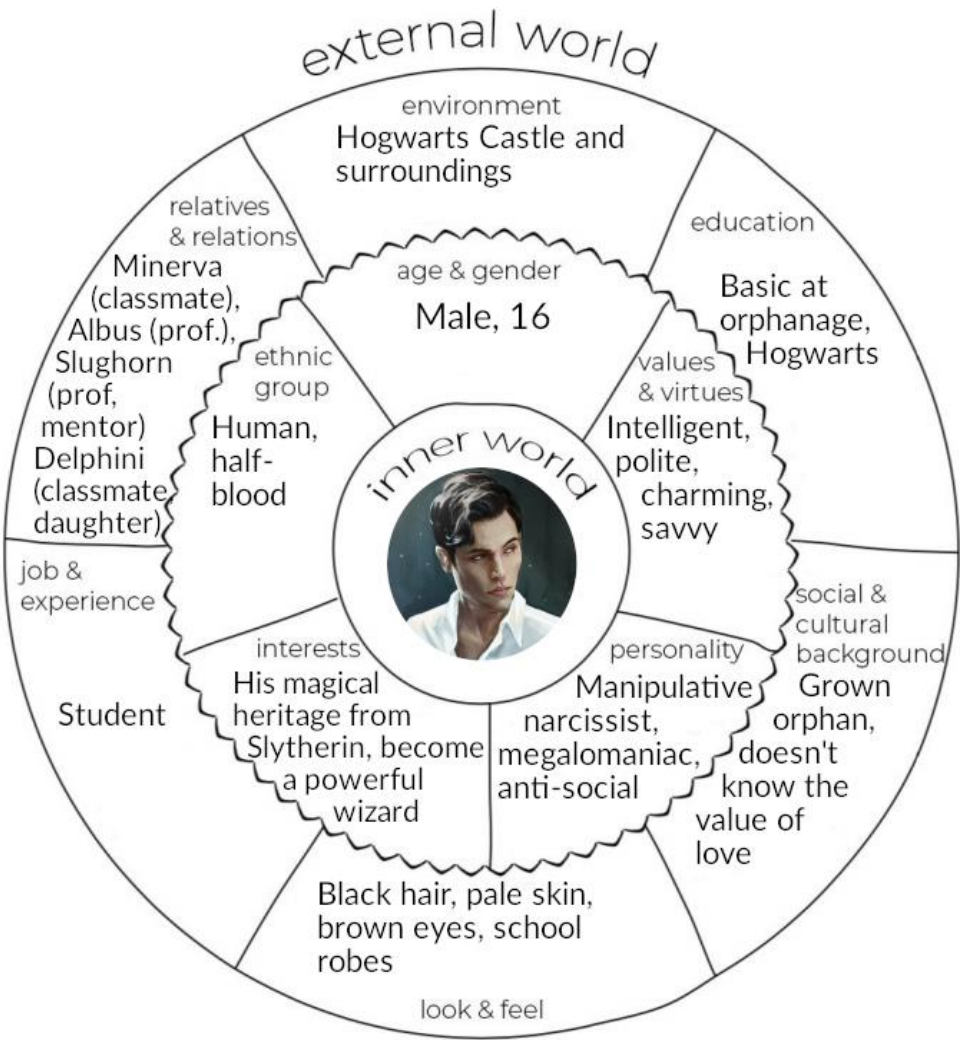 external world
environment
Hogwarts Castle and
surroundings
relatives
& relations
Minerva
(classmate),
Albus (prof.),
Slughorn
(prof,
mentor)
Delphini
(classmate,
daughter)
education
Basic at
orphanage,
Hogwarts
age & gender
Male, 16
ethnic
group
Human,
half-
blood
values
& virtues
Intelligent,
polite,
charming,
savvy
inner world
job &
experience
Student
interests
His magical
heritage from
Slytherin, become
a powerful
wizard
personality
Manipulative
narcissist,
megalomaniac,
anti-social
social &
cultural
background
Grown
orphan,
doesn't
know the
value of
love
Black hair, pale skin,
brown eyes, school
robes
look & feel